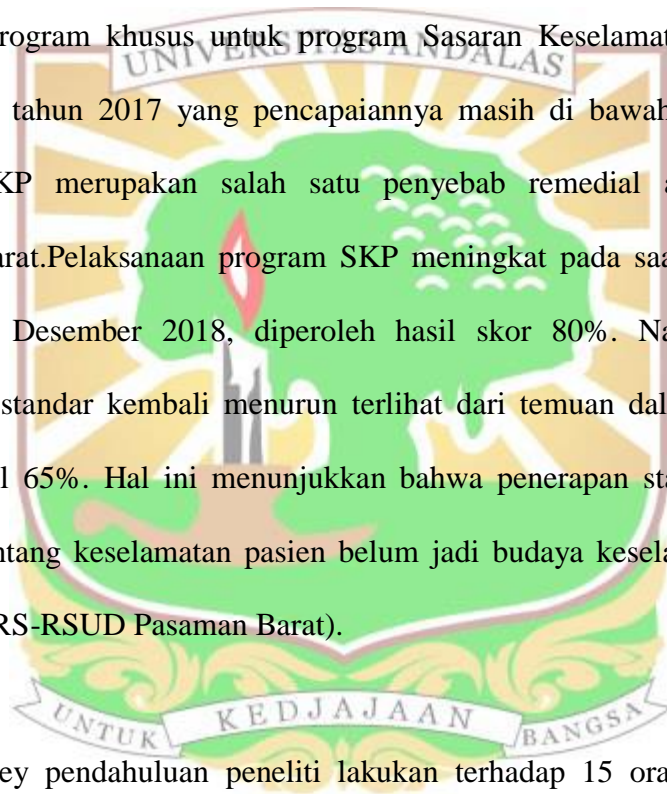 rogram khusus untuk program Sasaran Keselamat
UNIVERSITAS ANDALAS
tahun 2017 yang pencapaiannya masih di bawah
KP merupakan salah satu penyebab remedial a
arat.Pelaksanaan program SKP meningkat pada saa
Desember 2018, diperoleh hasil skor 80%. Na
standar kembali menurun terlihat dari temuan dal
l 65%. Hal ini menunjukkan bahwa penerapan sta
ntang keselamatan pasien belum jadi budaya kesela
RS-RSUD Pasaman Barat).
UNTUK KEDJAJAAN BANGSA
ey pendahuluan peneliti lakukan terhadap 15 ora